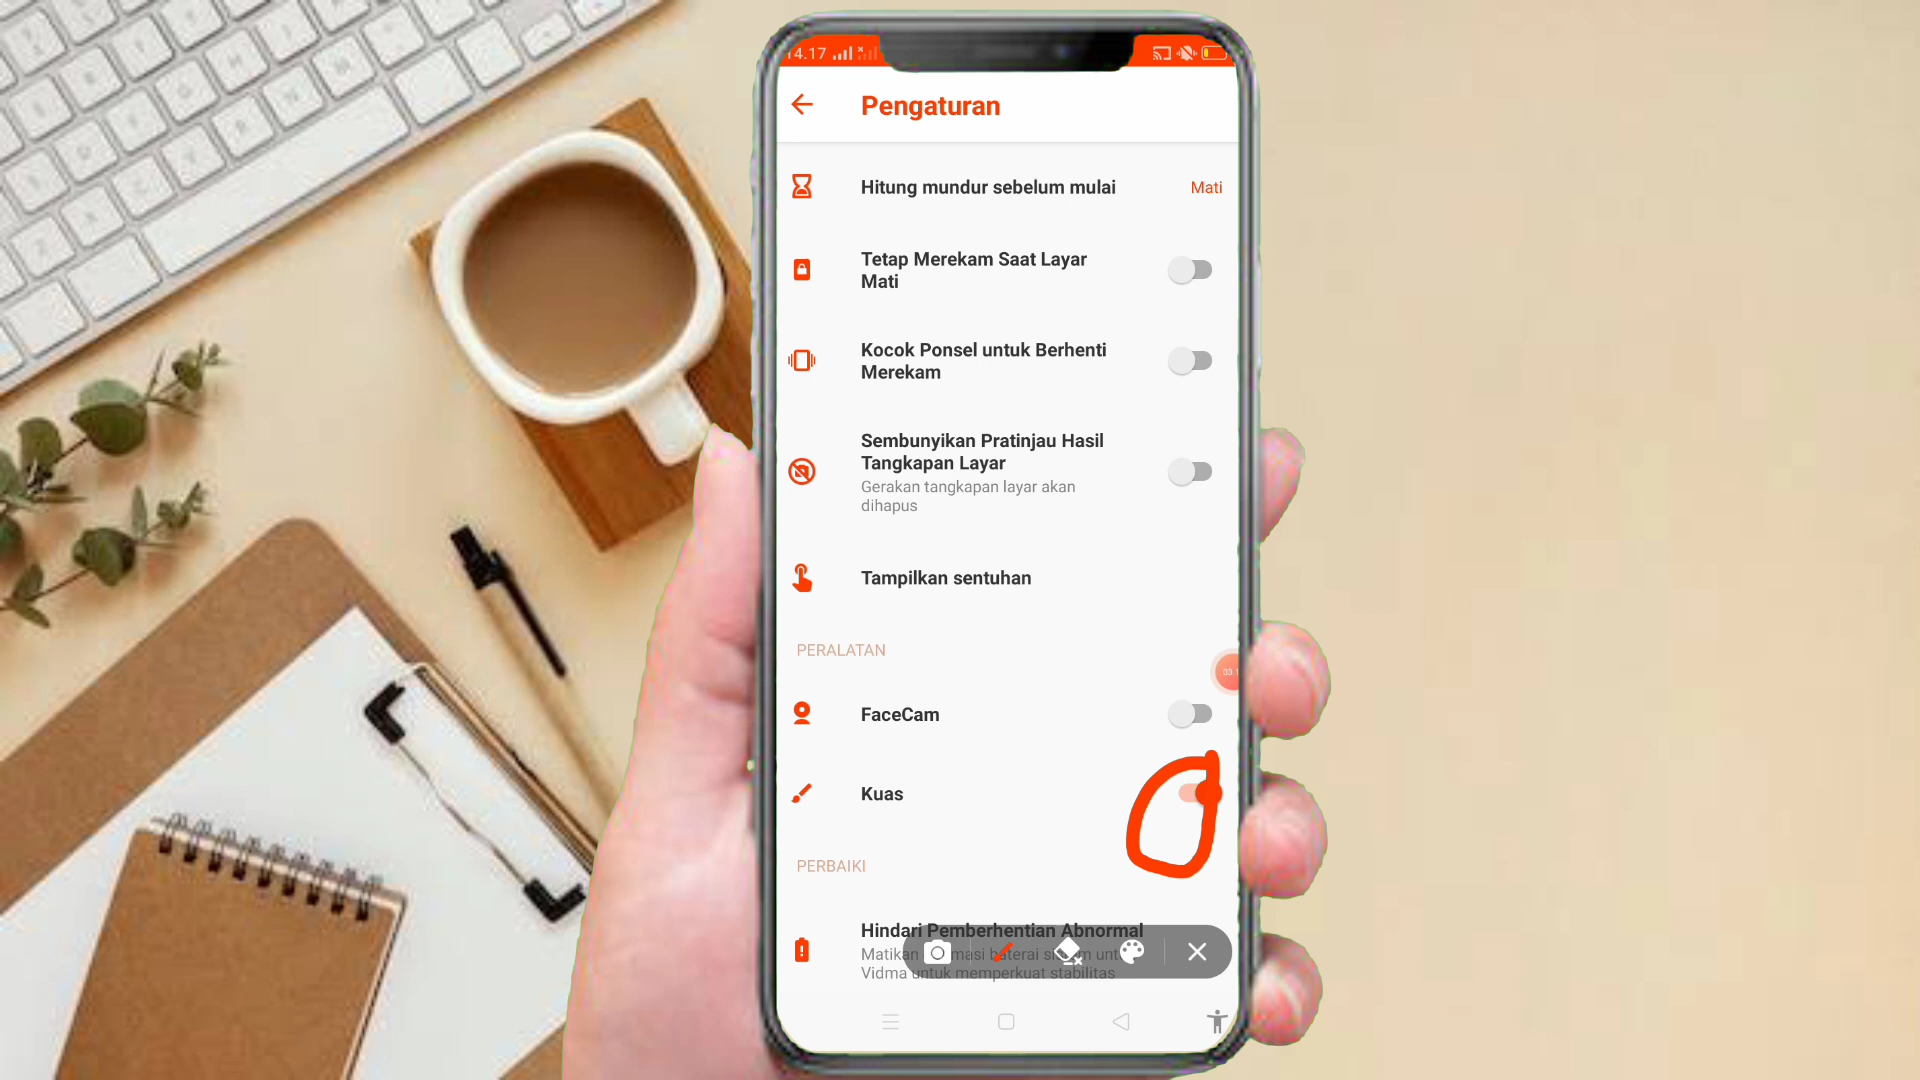 14.17
Pengaturan
Hitung mundur sebelum mulai
Mati
Tetap Merekam Saat Layar
Mati
Kocok Ponsel untuk Berhenti
Merekam
Sembunyikan Pratinjau Hasil
Tangkapan Layar
Gerakan tangkapan layar akan
dihapus
Tampilkan sentuhan
PERALATAN
FaceCam
Kuas
PERBAIKI
Hindari Pemberhentian Abnormal
Matikan baterai
Vidma untuk memperkuat stabilitas